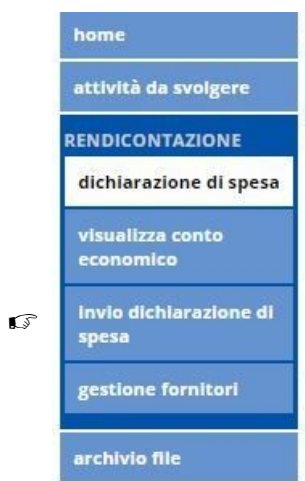 home
attività da svolgere
RENDICONTAZIONE
dichiarazione di spesa
visualizza conto
economico
invio dichiarazione di
spesa
gestione fornitori
archivio file